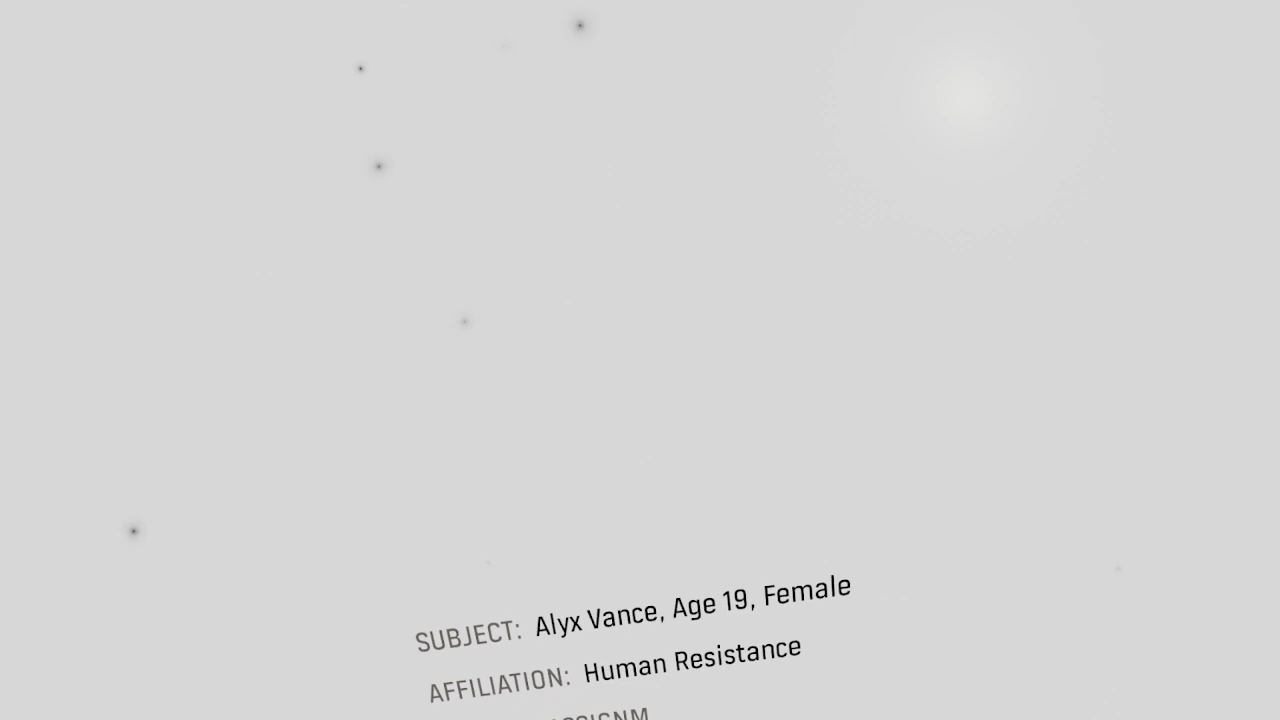 SUBJECT: Alyx Vance, Age 19, Female
AFFILIATION: Human Resistance